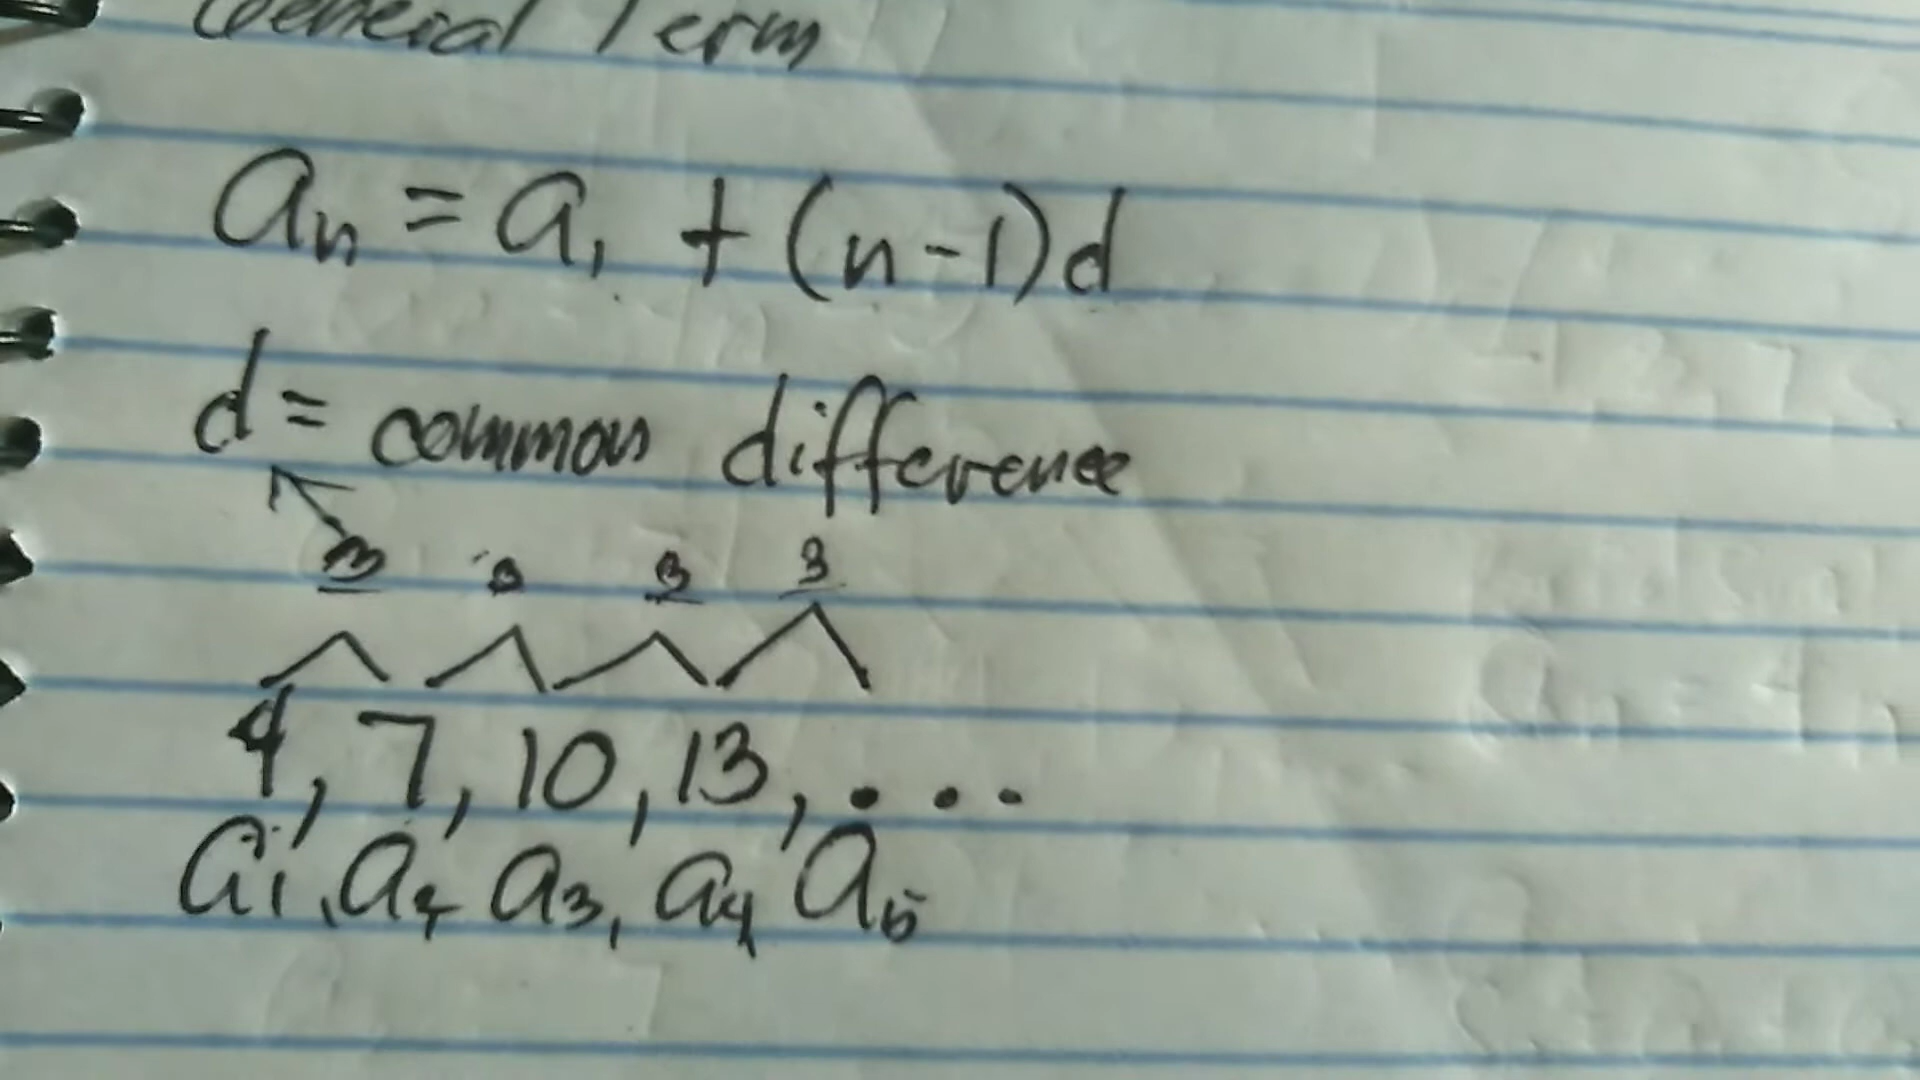 General Term
aₙ = a₁ + (n-1)d
d = common difference
3 3 3 3
4, 7, 10, 13, . . .
a₁, a₂ a₃, a₄ a₅